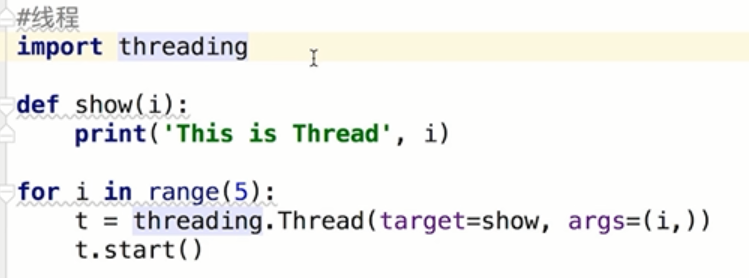 #线程
import threading
def show(i):
    print('This is Thread', i)
for i in range(5):
    t = threading.Thread(target=show, args=(i,))
    t.start()